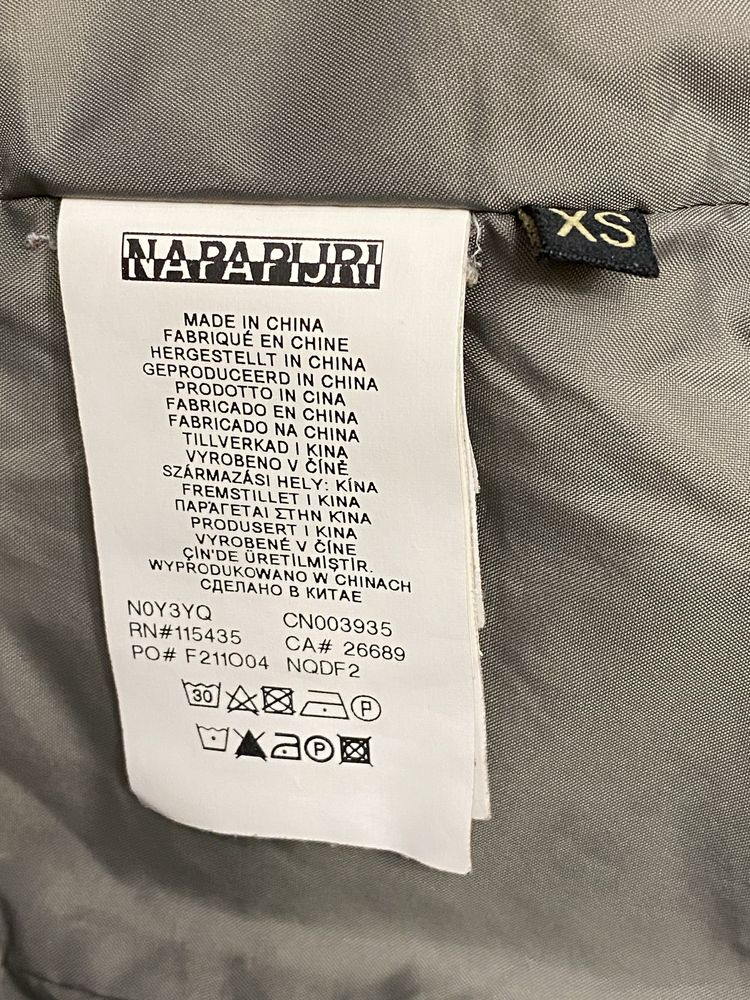 NAPAPIJRI
XS
MADE IN CHINA
FABRIQUÉ EN CHINE
HERGESTELLT IN CHINA
GEPRODUCEERD IN CHINA
PRODOTTO IN CINA
FABRICADO EN CHINA
FABRICADO NA CHINA
TILLVERKAD I KINA
VYROBENO V ČÍNĚ
SZÁRMAZÁSI HELY: KÍNA
FREMSTILLET I KINA
ΠΑΡΑΓΕΤΑΙ ΣΤΗΝ ΚΙΝΑ
PRODUSERT I KINA
VYROBENÉ V ČÍNE
ÇİN'DE ÜRETİLMİŞTİR.
WYPRODUKOWANO W CHINACH
СДЕЛАНО В КИТАЕ
N0Y3YQ CN003935
RN#115435 CA# 26689
PO# F211O04 NQDF2
30 P
P